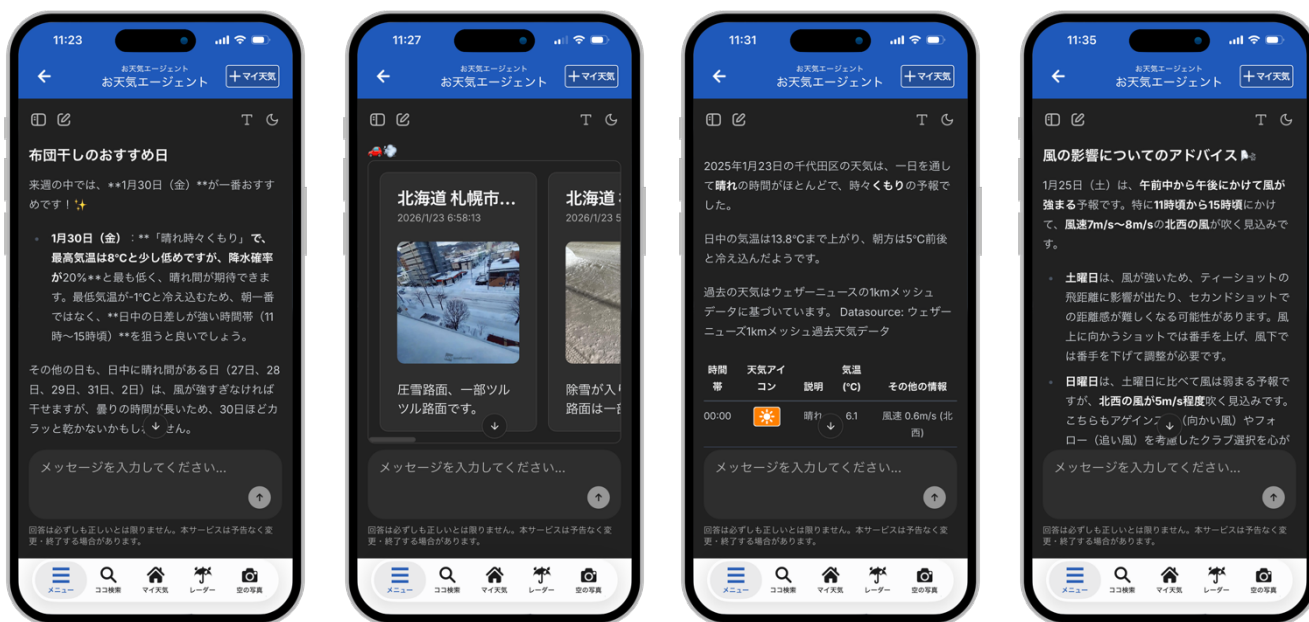 11:23
お天気エージェント
お天気エージェント
+マイ天気
布団干しのおすすめ日
来週の中では、**1月30日（金）**が一番おすす
めです！✨
1月30日（金）：**「晴れ時々くもり」で、
最高気温は8℃と少し低めですが、降水確率
が20%**と最も低く、晴れ間が期待できま
す。最低気温が-1℃と冷え込むため、朝一番
ではなく、**日中の日差しが強い時間帯（11
時〜15時頃）**を狙うと良いでしょう。
その他の日も、日中に晴れ間がある日（27日、28
日、29日、31日、2日）は、風が強すぎなければ
干せますが、曇りの時間が長いため、30日ほどカ
ラッと乾かないかもしません。
メッセージを入力してください...
回答は必ずしも正しいとは限りません。本サービスは予告なく変
更・終了する場合があります。
メニュー
ココ検索
マイ天気
レーダー
空の写真
11:27
お天気エージェント
お天気エージェント
+マイ天気
🚗💨
北海道 札幌市...
2026/1/23 6:58:13
圧雪路面、一部ツル
ツル路面です。
北海道
2026/1/23 5
除雪が入り
路面は一部
メッセージを入力してください...
回答は必ずしも正しいとは限りません。本サービスは予告なく変
更・終了する場合があります。
メニュー
ココ検索
マイ天気
レーダー
空の写真
11:31
お天気エージェント
お天気エージェント
+マイ天気
2025年1月23日の千代田区の天気は、一日を通し
て晴れの時間がほとんどで、時々くもりの予報で
した。
日中の気温は13.8℃まで上がり、朝方は5℃前後
と冷え込んだようです。
過去の天気はウェザーニュースの1kmメッシュ
データに基づいています。 Datasource: ウェザー
ニューズ1kmメッシュ過去天気データ
時間帯 天気アイコン 説明 気温(℃) その他の情報
00:00 晴れ 6.1 風速 0.6m/s (北西)
メッセージを入力してください...
回答は必ずしも正しいとは限りません。本サービスは予告なく変
更・終了する場合があります。
メニュー
ココ検索
マイ天気
レーダー
空の写真
11:35
お天気エージェント
お天気エージェント
+マイ天気
風の影響についてのアドバイス🌬️
1月25日（土）は、午前中から午後にかけて風が
強まる予報です。特に11時頃から15時頃にかけ
て、風速7m/s〜8m/sの北西の風が吹く見込みで
す。
土曜日は、風が強いため、ティーショットの
飛距離に影響が出たり、セカンドショットで
の距離感が難しくなる可能性があります。風
上に向かうショットでは番手を上げ、風下で
は番手を下げて調整が必要です。
日曜日は、土曜日に比べて風は弱まる予報で
すが、北西の風が5m/s程度吹く見込みです。
こちらもアゲイン（向かい風）やフォ
ロー（追い風）を考慮したクラブ選択を心が
メッセージを入力してください...
回答は必ずしも正しいとは限りません。本サービスは予告なく変
更・終了する場合があります。
メニュー
ココ検索
マイ天気
レーダー
空の写真